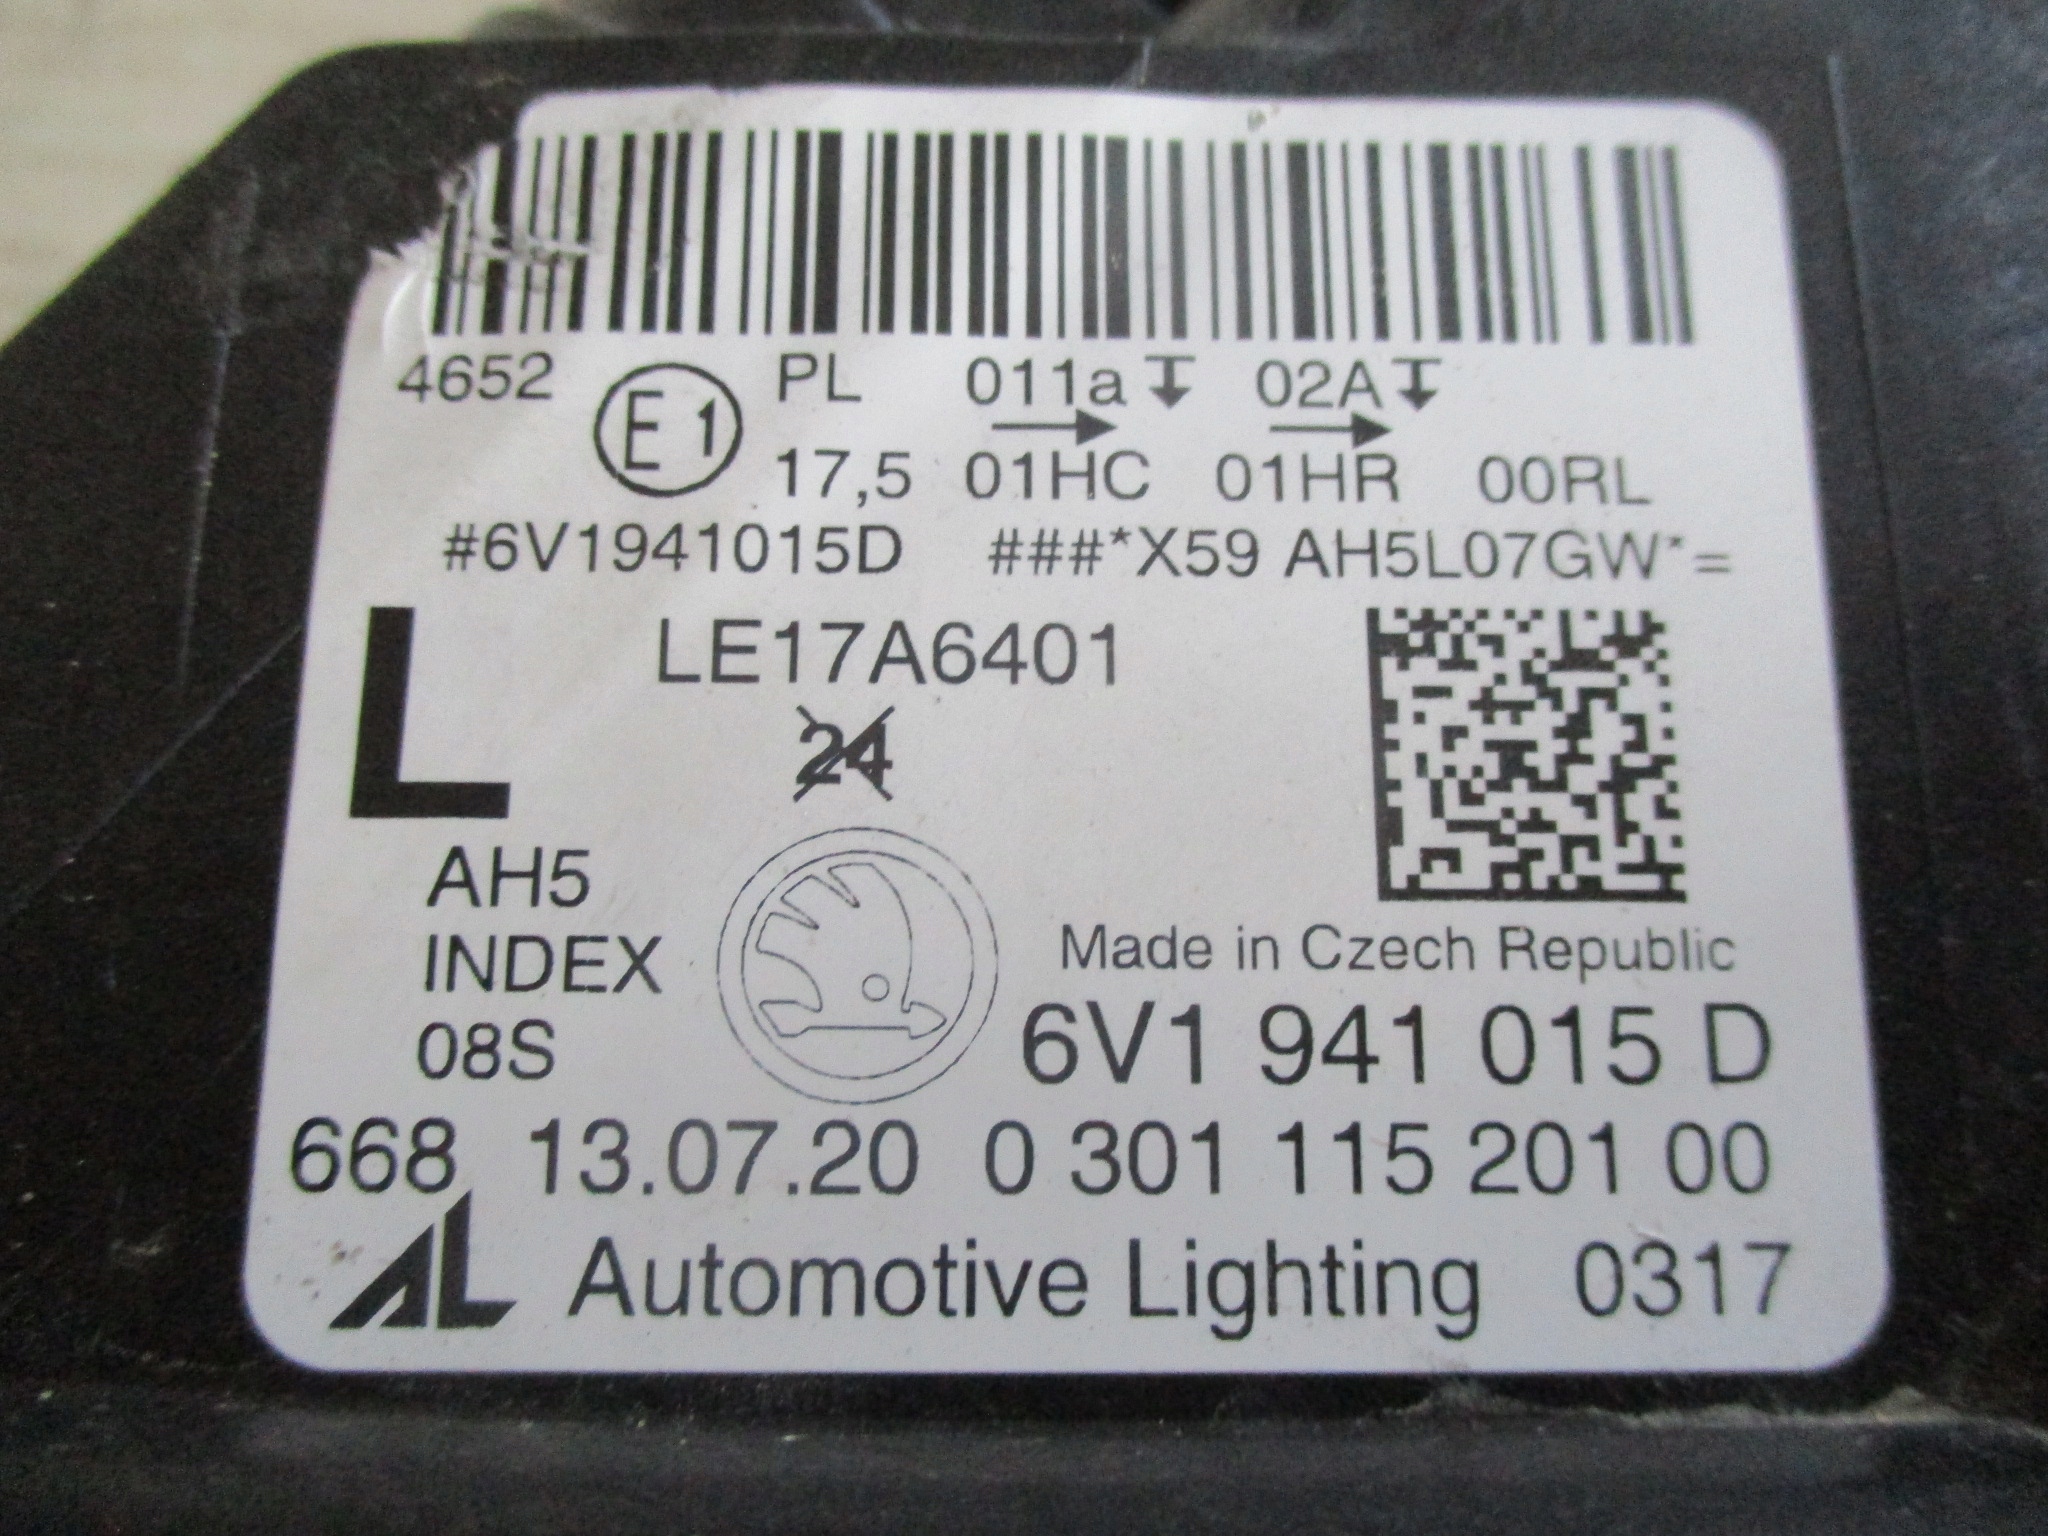 4652 E1 PL 011a 02A
17,5 01HC 01HR 00RL
#6V1941015D ###*X59 AH5L07GW*=
L LE17A6401
24
AH5
INDEX
08S
Made in Czech Republic
6V1 941 015 D
668 13.07.20 0 301 115 201 00
AL Automotive Lighting 0317